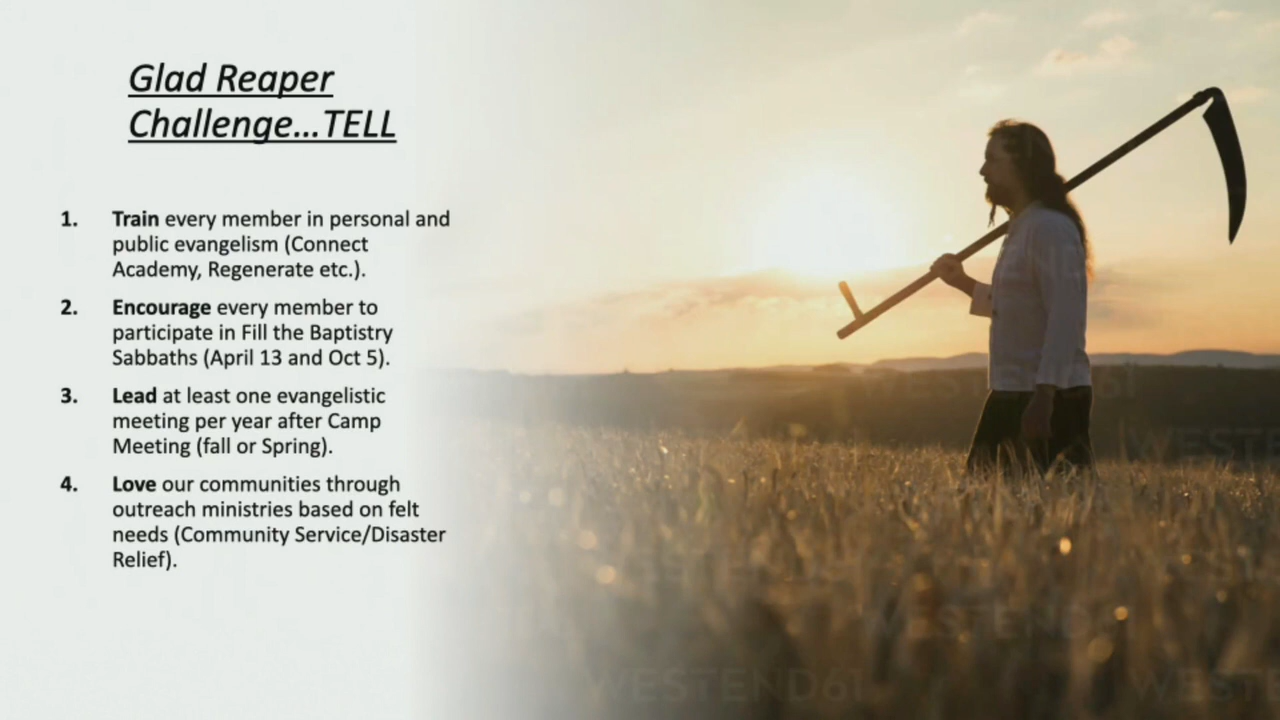 Glad Reaper
Challenge...TELL
1. Train every member in personal and
public evangelism (Connect
Academy, Regenerate etc.).
2. Encourage every member to
participate in Fill the Baptistry
Sabbaths (April 13 and Oct 5).
3. Lead at least one evangelistic
meeting per year after Camp
Meeting (fall or Spring).
4. Love our communities through
outreach ministries based on felt
needs (Community Service/Disaster
Relief).
WESTEND61